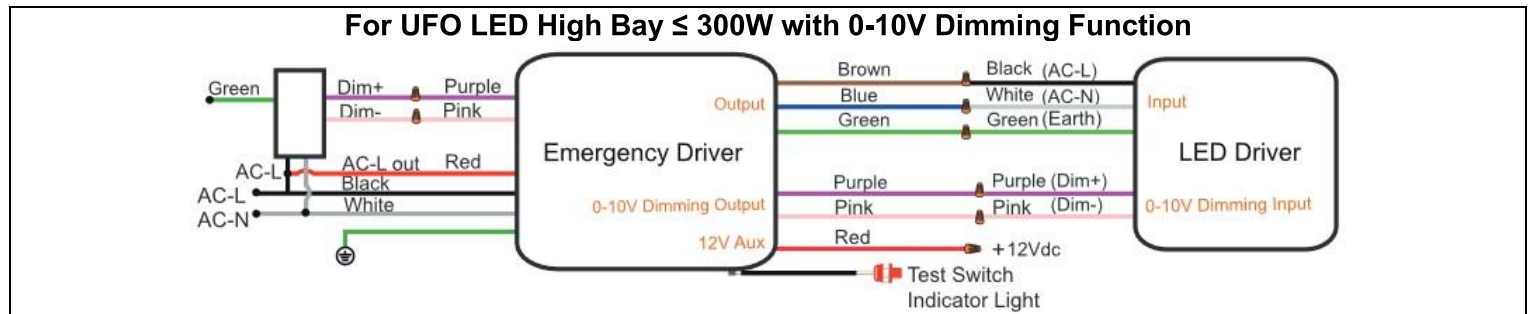 For UFO LED High Bay ≤ 300W with 0-10V Dimming Function
Green
Dim+ Purple
Dim- Pink
AC-L
AC-L out Red
AC-L
Black
AC-N
White
Emergency Driver
Output
0-10V Dimming Output
12V Aux
Brown Black (AC-L)
Blue White (AC-N)
Green Green (Earth)
Purple Purple (Dim+)
Pink Pink (Dim-)
Red +12Vdc
Test Switch
Indicator Light
Input
LED Driver
0-10V Dimming Input